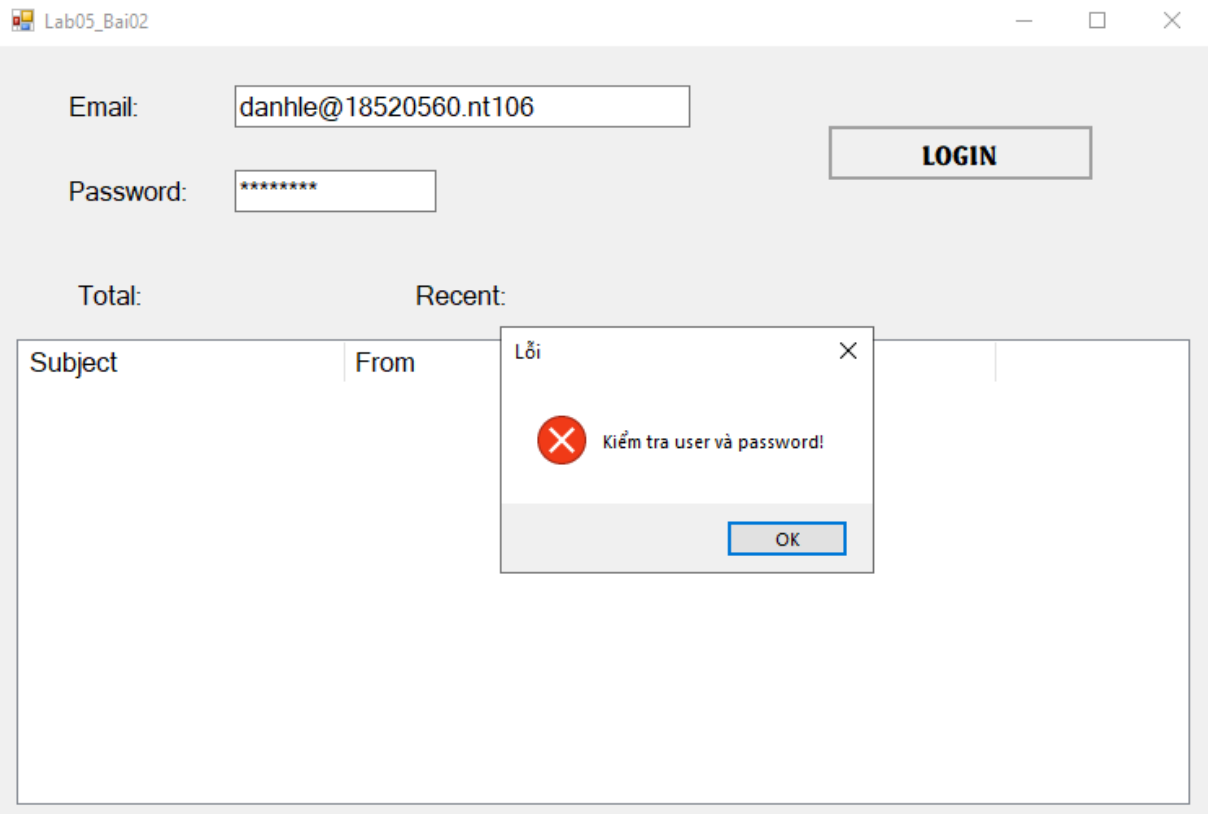 Lab05_Bai02
Email: danhle@18520560.nt106
LOGIN
Password: ********
Total: Recent:
Subject From
Lỗi
Kiểm tra user và password!
OK